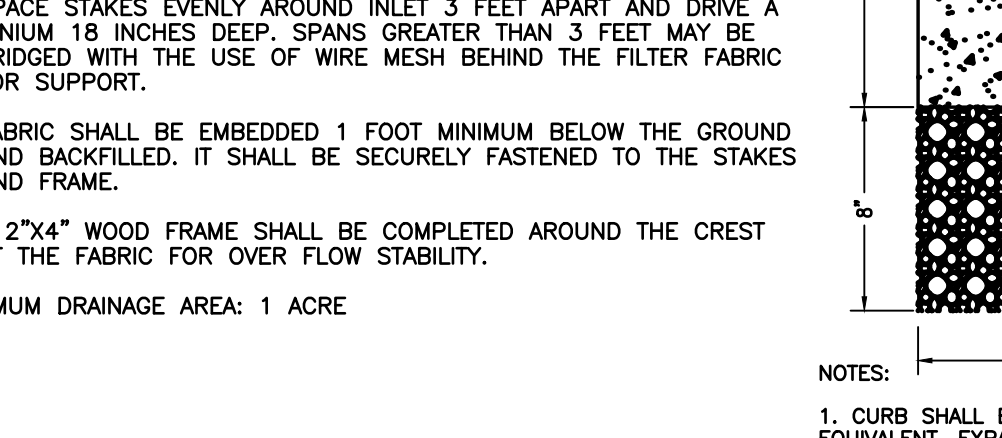 PACE STAKES EVENLY AROUND INLET 3 FEET APART AND DRIVE A
NIUM 18 INCHES DEEP. SPANS GREATER THAN 3 FEET MAY BE
RIDGED WITH THE USE OF WIRE MESH BEHIND THE FILTER FABRIC
OR SUPPORT.
ABRIC SHALL BE EMBEDDED 1 FOOT MINIMUM BELOW THE GROUND
ND BACKFILLED. IT SHALL BE SECURELY FASTENED TO THE STAKES
ND FRAME.
2"X4" WOOD FRAME SHALL BE COMPLETED AROUND THE CREST
F THE FABRIC FOR OVER FLOW STABILITY.
MUM DRAINAGE AREA: 1 ACRE
8"
NOTES:
1. CURB SHALL
EQUIVALENT